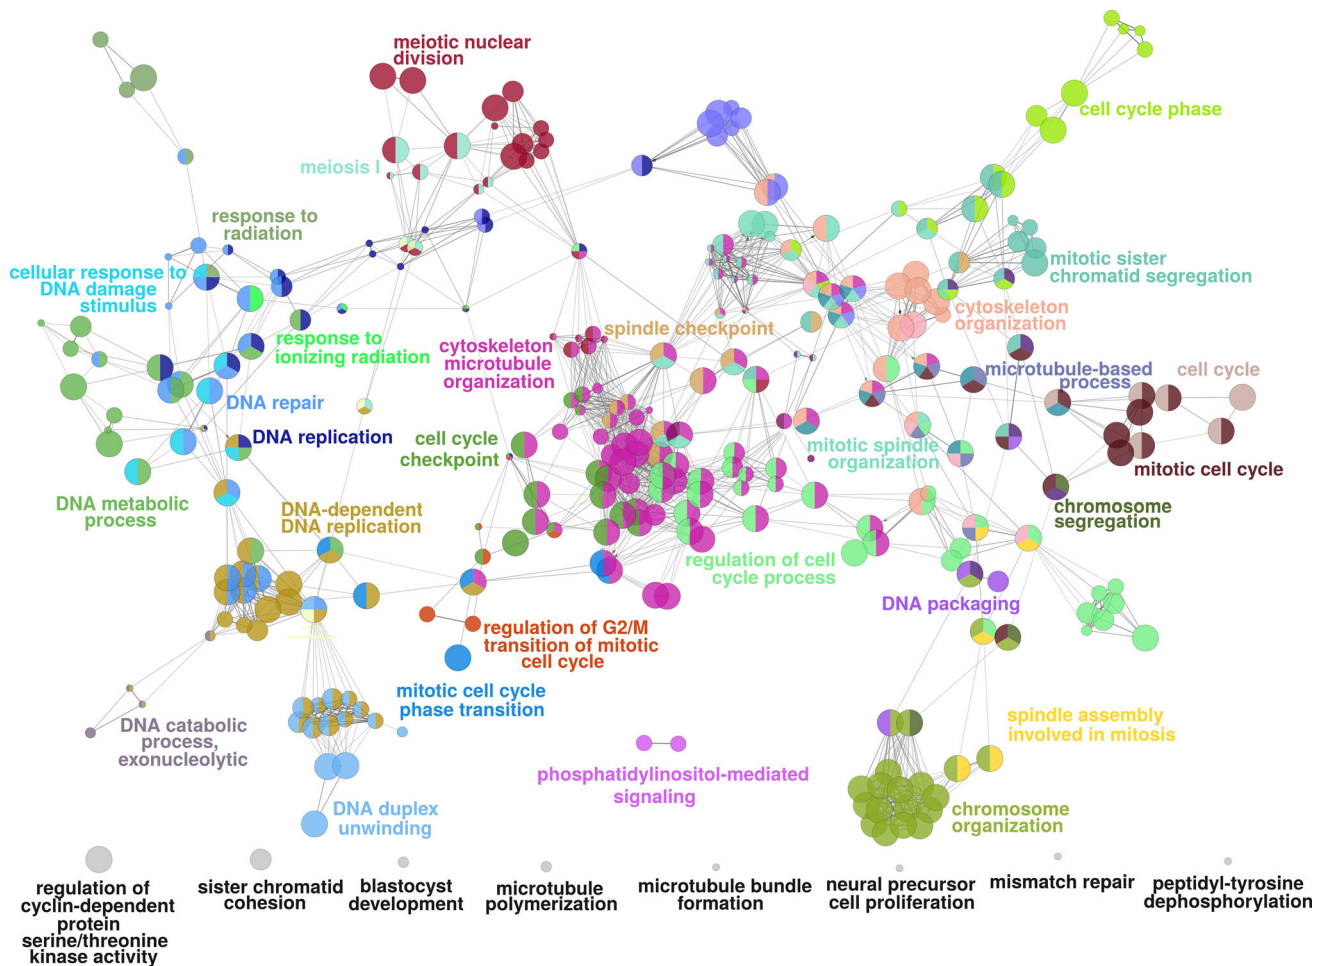 meiotic nuclear
division
cell cycle phase
meiosis I
response to
radiation
mitotic sister
chromatid segregation
cellular response to
DNA damage
stimulus
cytoskeleton
organization
spindle checkpoint
response to
ionizing radiation
cytoskeleton
microtubule
organization
microtubule-based
process
cell cycle
DNA repair
DNA replication
cell cycle
checkpoint
mitotic spindle
organization
mitotic cell cycle
DNA metabolic
process
DNA-dependent
DNA replication
chromosome
segregation
regulation of cell
cycle process
DNA packaging
regulation of G2/M
transition of mitotic
cell cycle
mitotic cell cycle
phase transition
DNA catabolic
process,
exonucleolytic
spindle assembly
involved in mitosis
phosphatidylinositol-mediated
signaling
DNA duplex
unwinding
chromosome
organization
regulation of
cyclin-dependent
protein
serine/threonine
kinase activity
sister chromatid
cohesion
blastocyst
development
microtubule
polymerization
microtubule bundle
formation
neural precursor
cell proliferation
mismatch repair
peptidyl-tyrosine
dephosphorylation